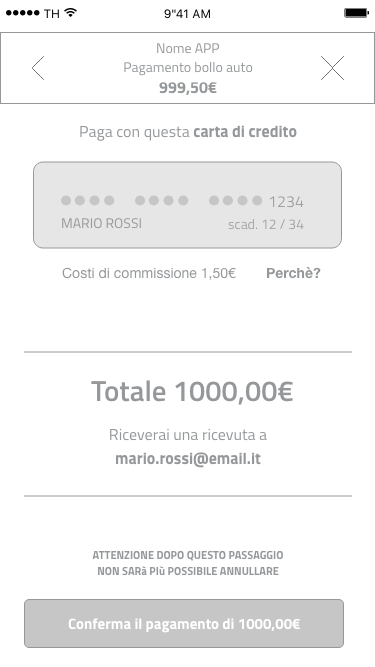 TH 9"41 AM
Nome APP
Pagamento bollo auto
999,50€
Paga con questa carta di credito
●●●● ●●●● ●●●● 1234
MARIO ROSSI scad. 12 / 34
Costi di commissione 1,50€ Perchè?
Totale 1000,00€
Riceverai una ricevuta a
mario.rossi@email.it
ATTENZIONE DOPO QUESTO PASSAGGIO
NON SARà PIù POSSIBILE ANNULLARE
Conferma il pagamento di 1000,00€